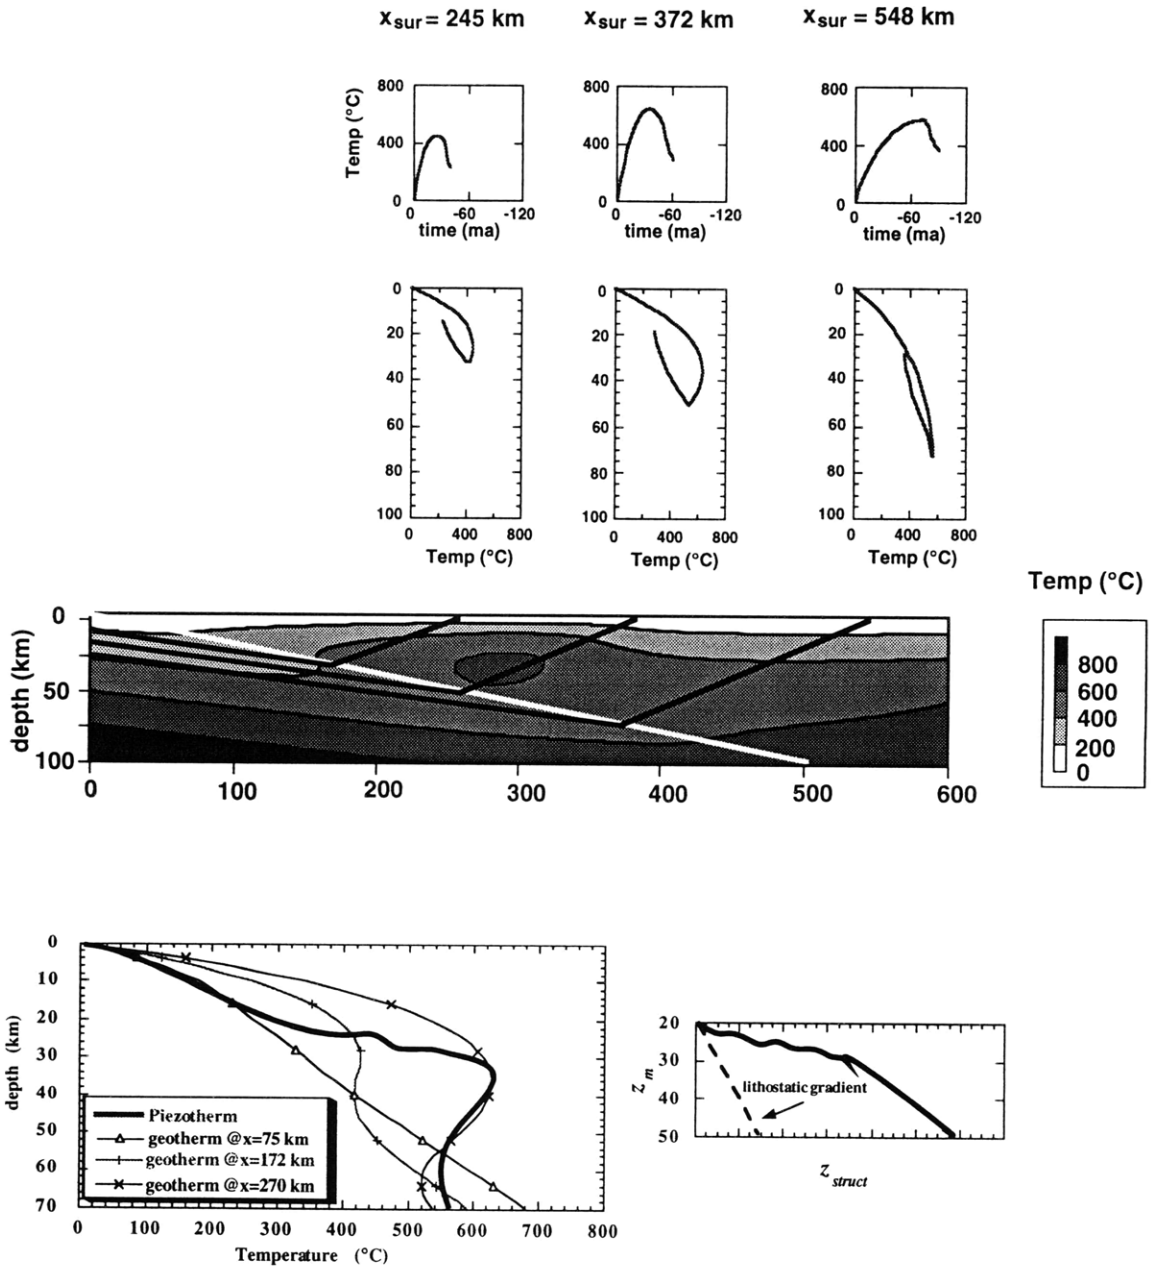 x_sur = 245 km x_sur = 372 km x_sur = 548 km
Temp (°C)
800 800 800
400 400 400
0 0 0
0 -60 -120 0 -60 -120 0 -60 -120
time (ma) time (ma) time (ma)
0 0 0
20 20 20
40 40 40
60 60 60
80 80 80
100 100 100
0 400 800 0 400 800 0 400 800
Temp (°C) Temp (°C) Temp (°C)
depth (km)
0
50
100
0 100 200 300 400 500 600
Temp (°C)
800
600
400
200
0
depth (km)
0
10
20
30
40
50
60
70
Piezotherm
geotherm @x=75 km
geotherm @x=172 km
geotherm @x=270 km
0 100 200 300 400 500 600 700 800
Temperature (°C)
z_m
20
30
40
50
lithostatic gradient
z_struct